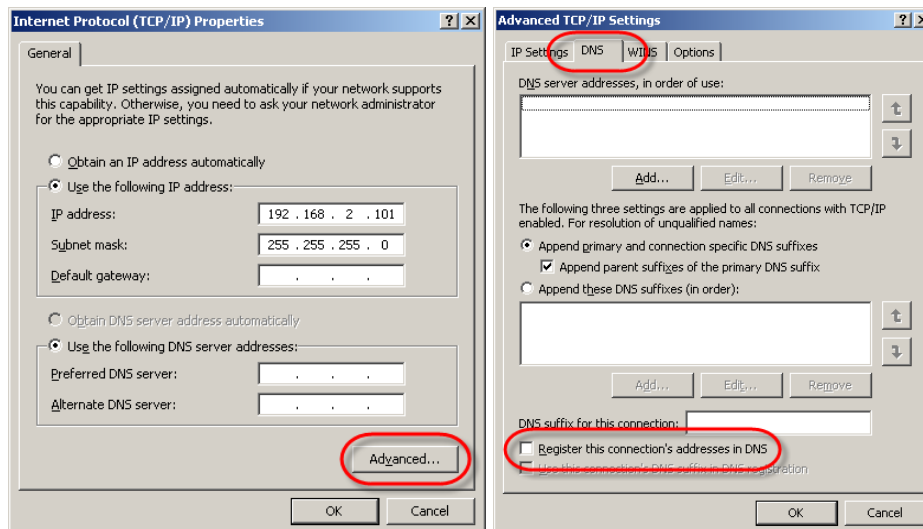 Internet Protocol (TCP/IP) Properties
General
You can get IP settings assigned automatically if your network supports
this capability. Otherwise, you need to ask your network administrator
for the appropriate IP settings.
Obtain an IP address automatically
Use the following IP address:
IP address: 192 . 168 . 2 . 101
Subnet mask: 255 . 255 . 255 . 0
Default gateway: . . .
Obtain DNS server address automatically
Use the following DNS server addresses:
Preferred DNS server: . . .
Alternate DNS server: . . .
Advanced...
OK Cancel
Advanced TCP/IP Settings
IP Settings DNS WINS Options
DNS server addresses, in order of use:
Add... Edit... Remove
The following three settings are applied to all connections with TCP/IP
enabled. For resolution of unqualified names:
Append primary and connection specific DNS suffixes
Append parent suffixes of the primary DNS suffix
Append these DNS suffixes (in order):
Add... Edit... Remove
DNS suffix for this connection:
Register this connection's addresses in DNS
Use this connection's DNS suffix in DNS registration
OK Cancel